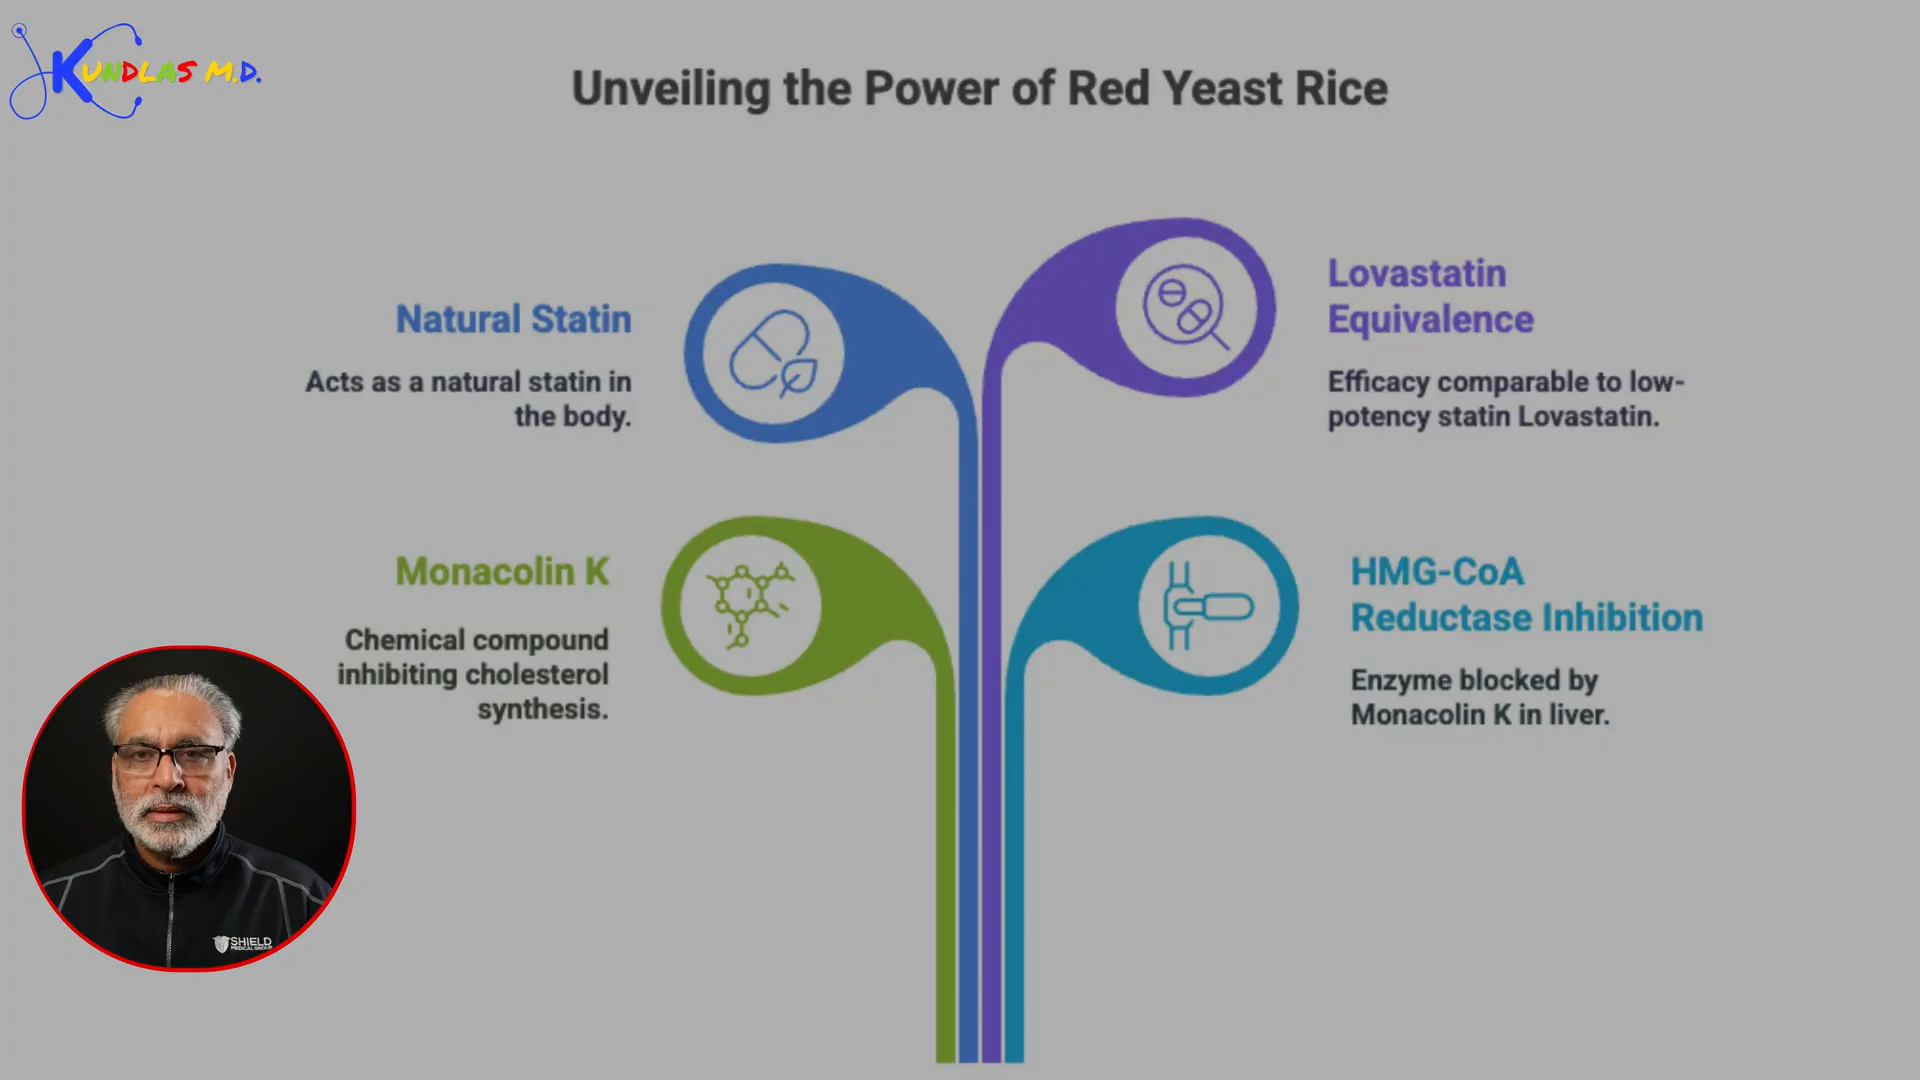 KUNDLAS M.D.
Unveiling the Power of Red Yeast Rice
Natural Statin
Acts as a natural statin in
the body.
Lovastatin
Equivalence
Efficacy comparable to low-
potency statin Lovastatin.
Monacolin K
Chemical compound
inhibiting cholesterol
synthesis.
HMG-CoA
Reductase Inhibition
Enzyme blocked by
Monacolin K in liver.
SHIELD
MEDICAL GROUP